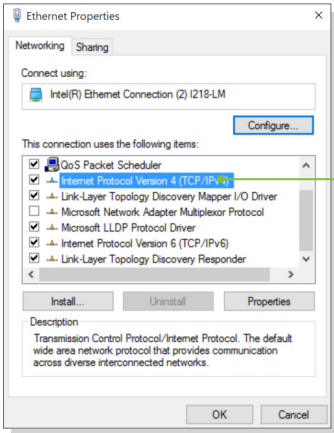 Ethernet Properties
Networking Sharing
Connect using:
Intel(R) Ethernet Connection (2) I218-LM
Configure...
This connection uses the following items:
QoS Packet Scheduler
Internet Protocol Version 4 (TCP/IPv4)
Link-Layer Topology Discovery Mapper I/O Driver
Microsoft Network Adapter Multiplexor Protocol
Microsoft LLDP Protocol Driver
Internet Protocol Version 6 (TCP/IPv6)
Link-Layer Topology Discovery Responder
Install... Uninstall Properties
Description
Transmission Control Protocol/Internet Protocol. The default
wide area network protocol that provides communication
across diverse interconnected networks.
OK Cancel